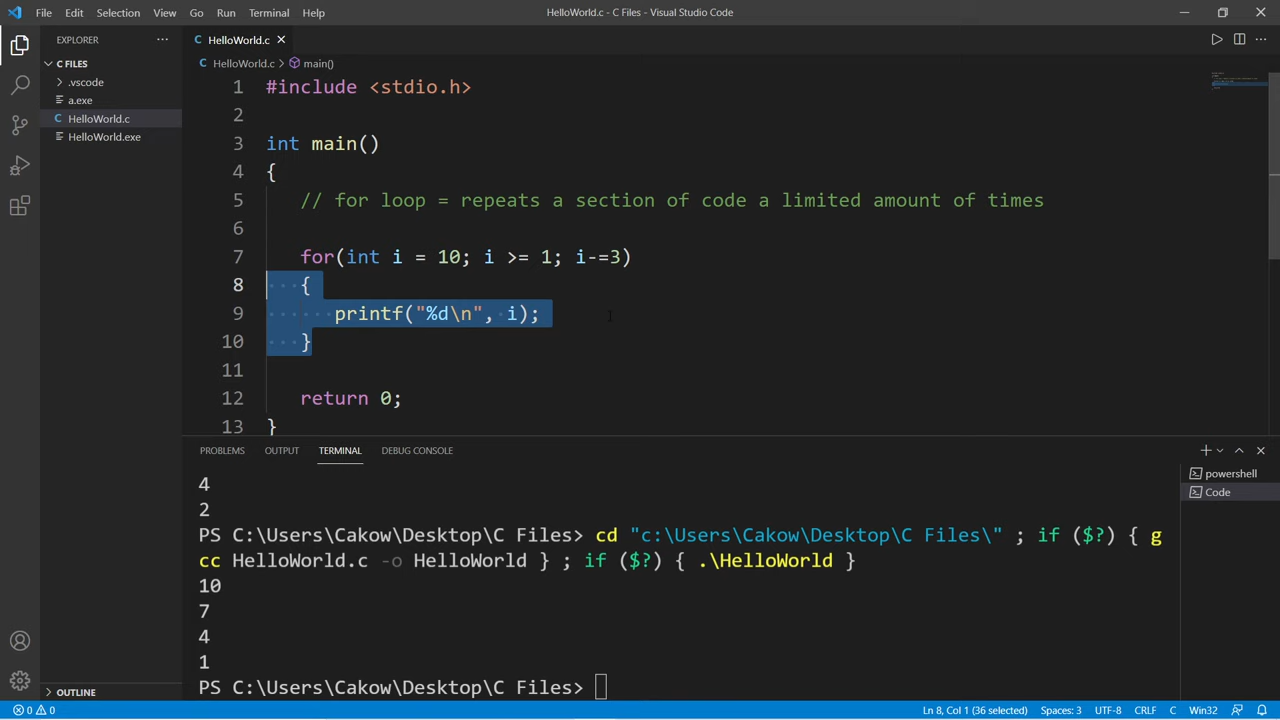 File Edit Selection View Go Run Terminal Help HelloWorld.c - C Files - Visual Studio Code
EXPLORER
C FILES
.vscode
a.exe
HelloWorld.c
HelloWorld.exe
OUTLINE
HelloWorld.c
HelloWorld.c > main()
1 #include <stdio.h>
2
3 int main()
4 {
5 // for loop = repeats a section of code a limited amount of times
6
7 for(int i = 10; i >= 1; i-=3)
8 {
9 printf("%d\n", i);
10 }
11
12 return 0;
13 }
PROBLEMS OUTPUT TERMINAL DEBUG CONSOLE
4
2
PS C:\Users\Cakow\Desktop\C Files> cd "c:\Users\Cakow\Desktop\C Files\" ; if ($?) { g
cc HelloWorld.c -o HelloWorld } ; if ($?) { .\HelloWorld }
10
7
4
1
PS C:\Users\Cakow\Desktop\C Files>
powershell
Code
0 0 Ln 8, Col 1 (36 selected) Spaces: 3 UTF-8 CRLF C Win32